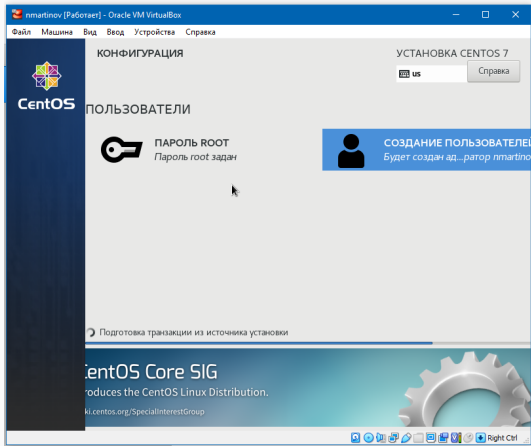 nmartinov [Работает] - Oracle VM VirtualBox
Файл Машина Вид Ввод Устройства Справка
КОНФИГУРАЦИЯ
УСТАНОВКА CENTOS 7
us
Справка
CentOS
ПОЛЬЗОВАТЕЛИ
ПАРОЛЬ ROOT
Пароль root задан
СОЗДАНИЕ ПОЛЬЗОВАТЕЛЕЙ
Будет создан ад...ратор nmartino
Подготовка транзакции из источника установки
CentOS Core SIG
roduces the CentOS Linux Distribution.
ki.centos.org/SpecialInterestGroup
Right Ctrl